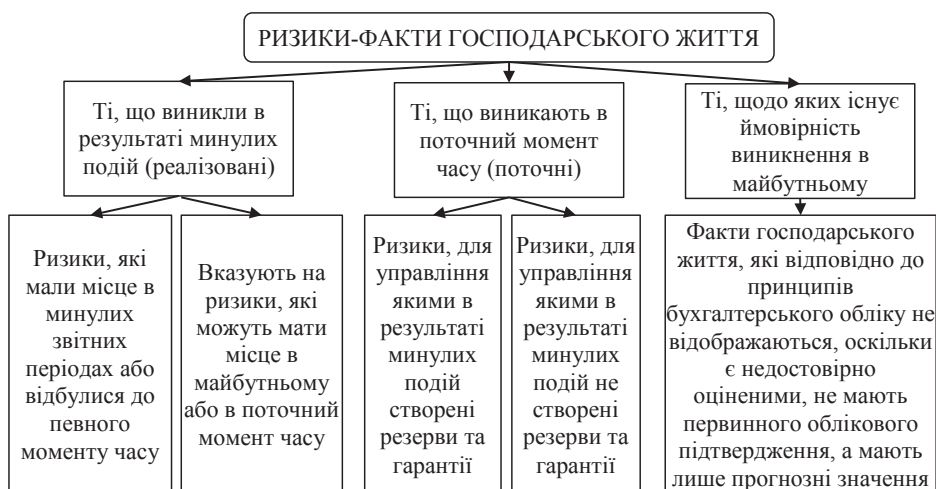 РИЗИКИ-ФАКТИ ГОСПОДАРСЬКОГО ЖИТТЯ
Ті, що виникли в
результаті минулих
подій (реалізовані)
Ті, що виникають в
поточний момент
часу (поточні)
Ті, щодо яких існує
ймовірність
виникнення в
майбутньому
Ризики, які
мали місце в
минулих
звітних
періодах або
відбулися до
певного
моменту часу
Вказують на
ризики, які
можуть мати
місце в
майбутньому
або в поточний
момент часу
Ризики, для
управління
якими в
результаті
минулих
подій
створені
резерви та
гарантії
Ризики, для
управління
якими в
результаті
минулих
подій не
створені
резерви та
гарантії
Факти господарського
життя, які відповідно до
принципів
бухгалтерського обліку не
відображаються, оскільки
є недостовірно
оціненими, не мають
первинного облікового
підтвердження, а мають
лише прогнозні значення